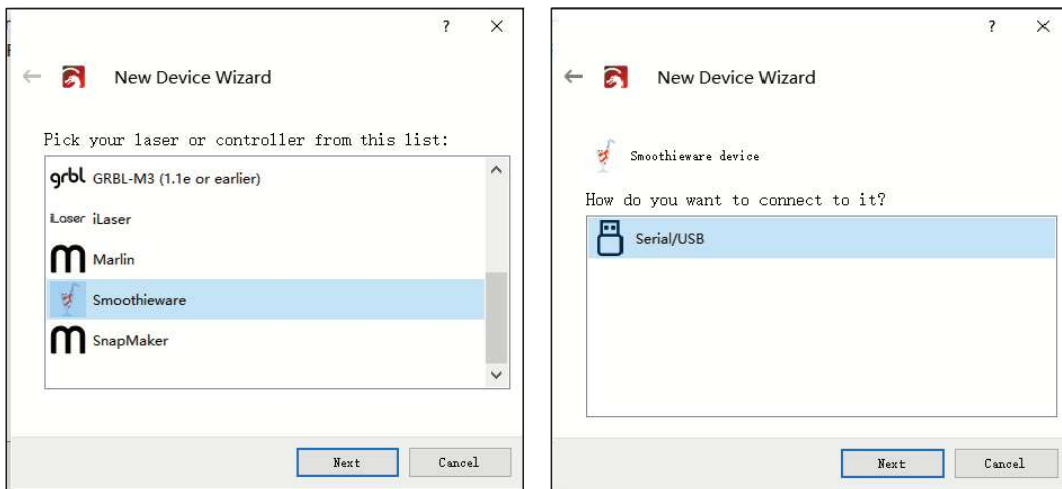 ?
New Device Wizard
Pick your laser or controller from this list:
grbl GRBL-M3 (1.1e or earlier)
iLaser iLaser
Marlin
Smoothieware
SnapMaker
Next Cancel
?
New Device Wizard
Smoothieware device
How do you want to connect to it?
Serial/USB
Next Cancel